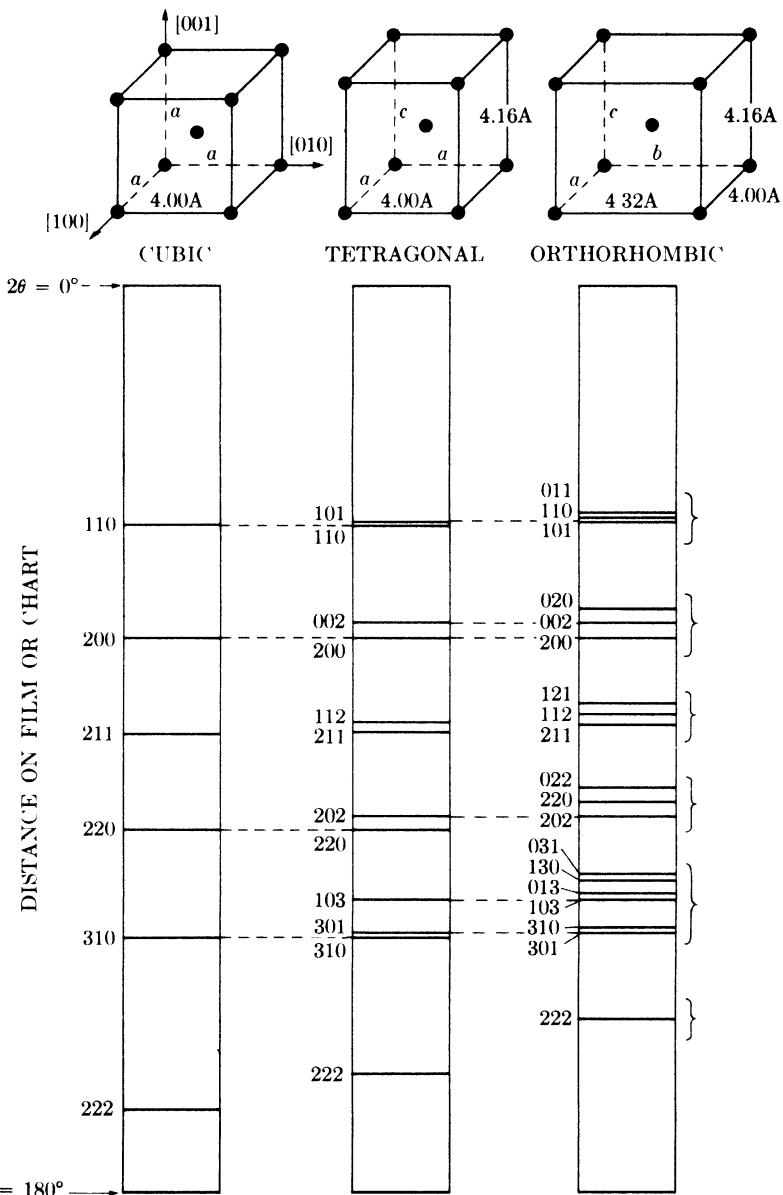 [001]
a
a
a
[010]
[100]
4.00A
c
a
a
4.16A
4.00A
c
a
b
4.16A
4 32A
4.00A
CUBIC
TETRAGONAL
ORTHORHOMBIC
2θ = 0°
DISTANCE ON FILM OR CHART
110
200
211
220
310
222
101
110
002
200
112
211
202
220
103
301
310
222
011
110
101
020
002
200
121
112
211
022
220
202
031
130
013
103
310
301
222
= 180°